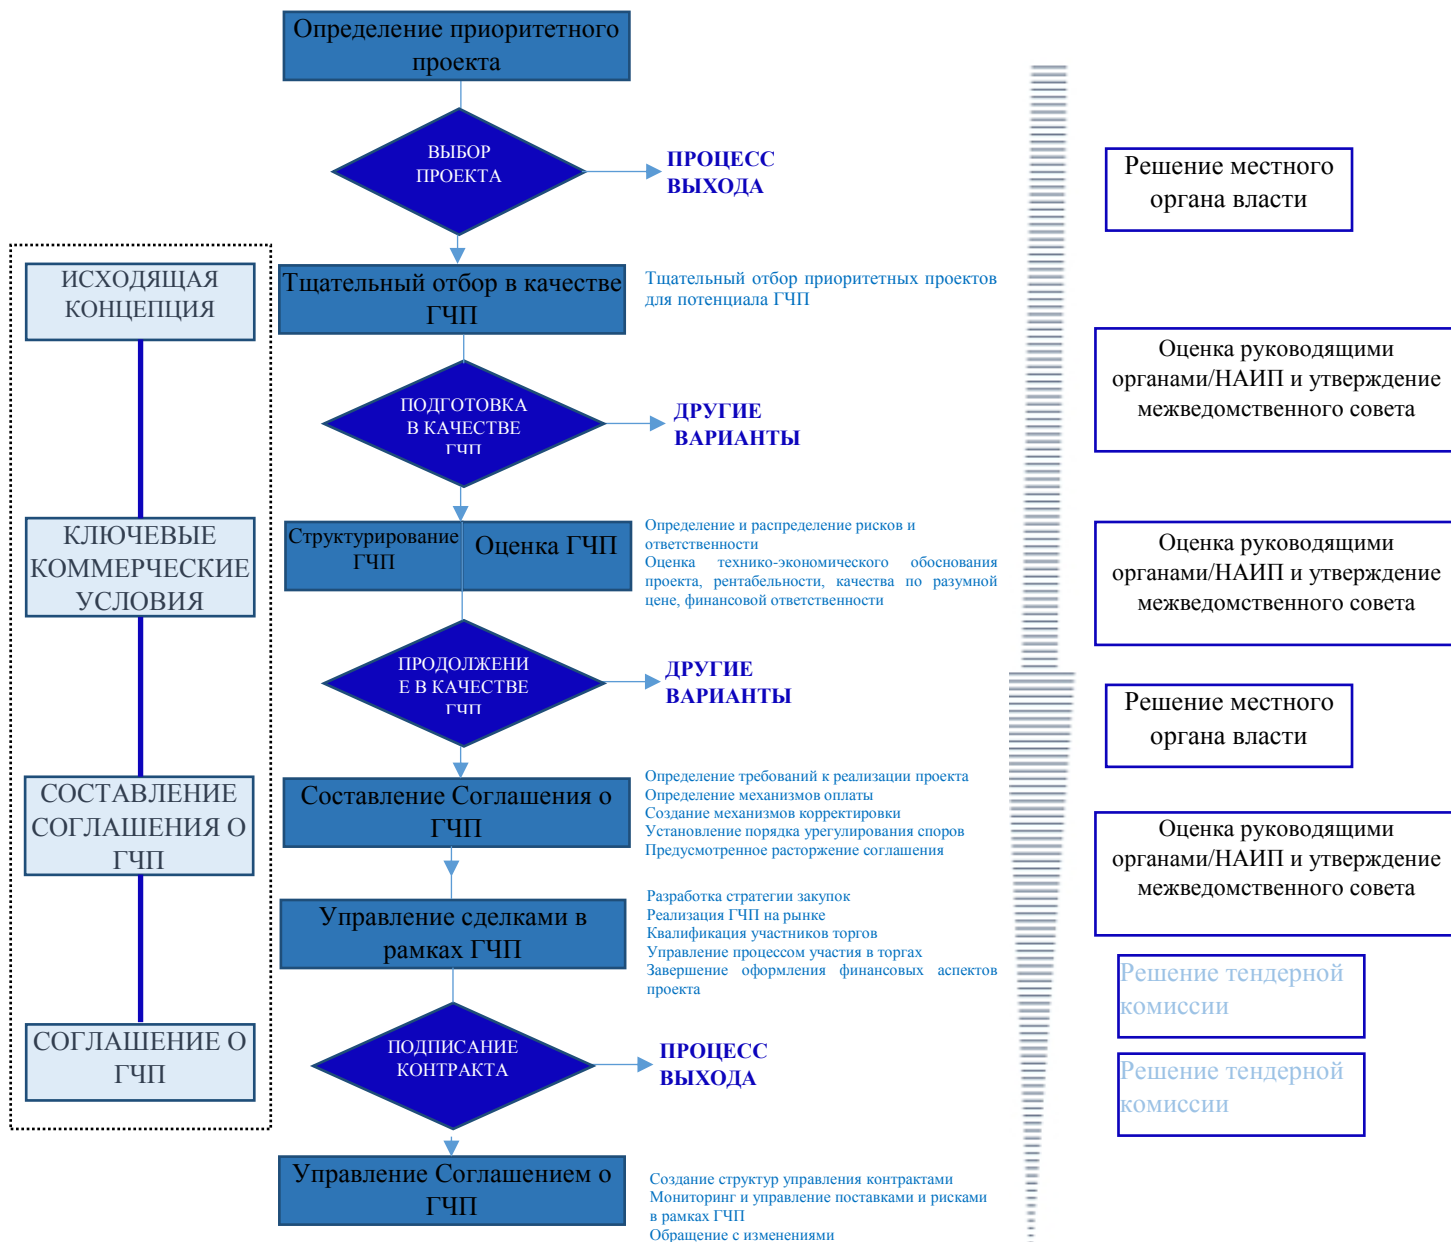 Определение приоритетного
проекта
ВЫБОР
ПРОЕКТА
ПРОЦЕСС
ВЫХОДА
Решение местного
органа власти
ИСХОДЯЩАЯ
КОНЦЕПЦИЯ
Тщательный отбор в качестве
ГЧП
Тщательный отбор приоритетных проектов
для потенциала ГЧП
Оценка руководящими
органами/НАИП и утверждение
межведомственного совета
ПОДГОТОВКА
В КАЧЕСТВЕ
ГЧП
ДРУГИЕ
ВАРИАНТЫ
КЛЮЧЕВЫЕ
КОММЕРЧЕСКИЕ
УСЛОВИЯ
Структурирование
ГЧП
Оценка ГЧП
Определение и распределение рисков и
ответственности
Оценка технико-экономического обоснования
проекта, рентабельности, качества по разумной
цене, финансовой ответственности
Оценка руководящими
органами/НАИП и утверждение
межведомственного совета
ПРОДОЛЖЕНИ
Е В КАЧЕСТВЕ
ГЧП
ДРУГИЕ
ВАРИАНТЫ
Решение местного
органа власти
СОСТАВЛЕНИЕ
СОГЛАШЕНИЯ О
ГЧП
Составление Соглашения о
ГЧП
Определение требований к реализации проекта
Определение механизмов оплаты
Создание механизмов корректировки
Установление порядка урегулирования споров
Предусмотренное расторжение соглашения
Оценка руководящими
органами/НАИП и утверждение
межведомственного совета
Управление сделками в
рамках ГЧП
Разработка стратегии закупок
Реализация ГЧП на рынке
Квалификация участников торгов
Управление процессом участия в торгах
Завершение оформления финансовых аспектов
проекта
Решение тендерной
комиссии
СОГЛАШЕНИЕ О
ГЧП
ПОДПИСАНИЕ
КОНТРАКТА
ПРОЦЕСС
ВЫХОДА
Решение тендерной
комиссии
Управление Соглашением о
ГЧП
Создание структур управления контрактами
Мониторинг и управление поставками и рисками
в рамках ГЧП
Обращение с изменениями